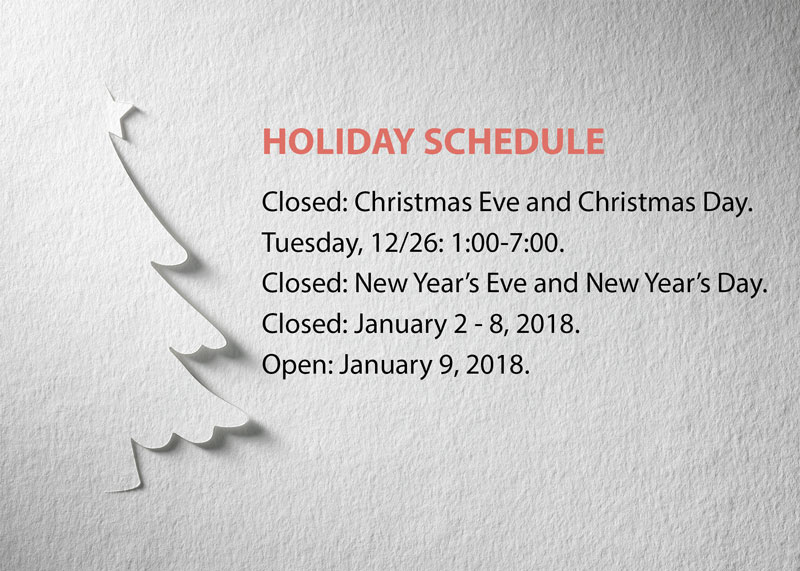 HOLIDAY SCHEDULE
Closed: Christmas Eve and Christmas Day.
Tuesday, 12/26: 1:00-7:00.
Closed: New Year’s Eve and New Year’s Day.
Closed: January 2 - 8, 2018.
Open: January 9, 2018.